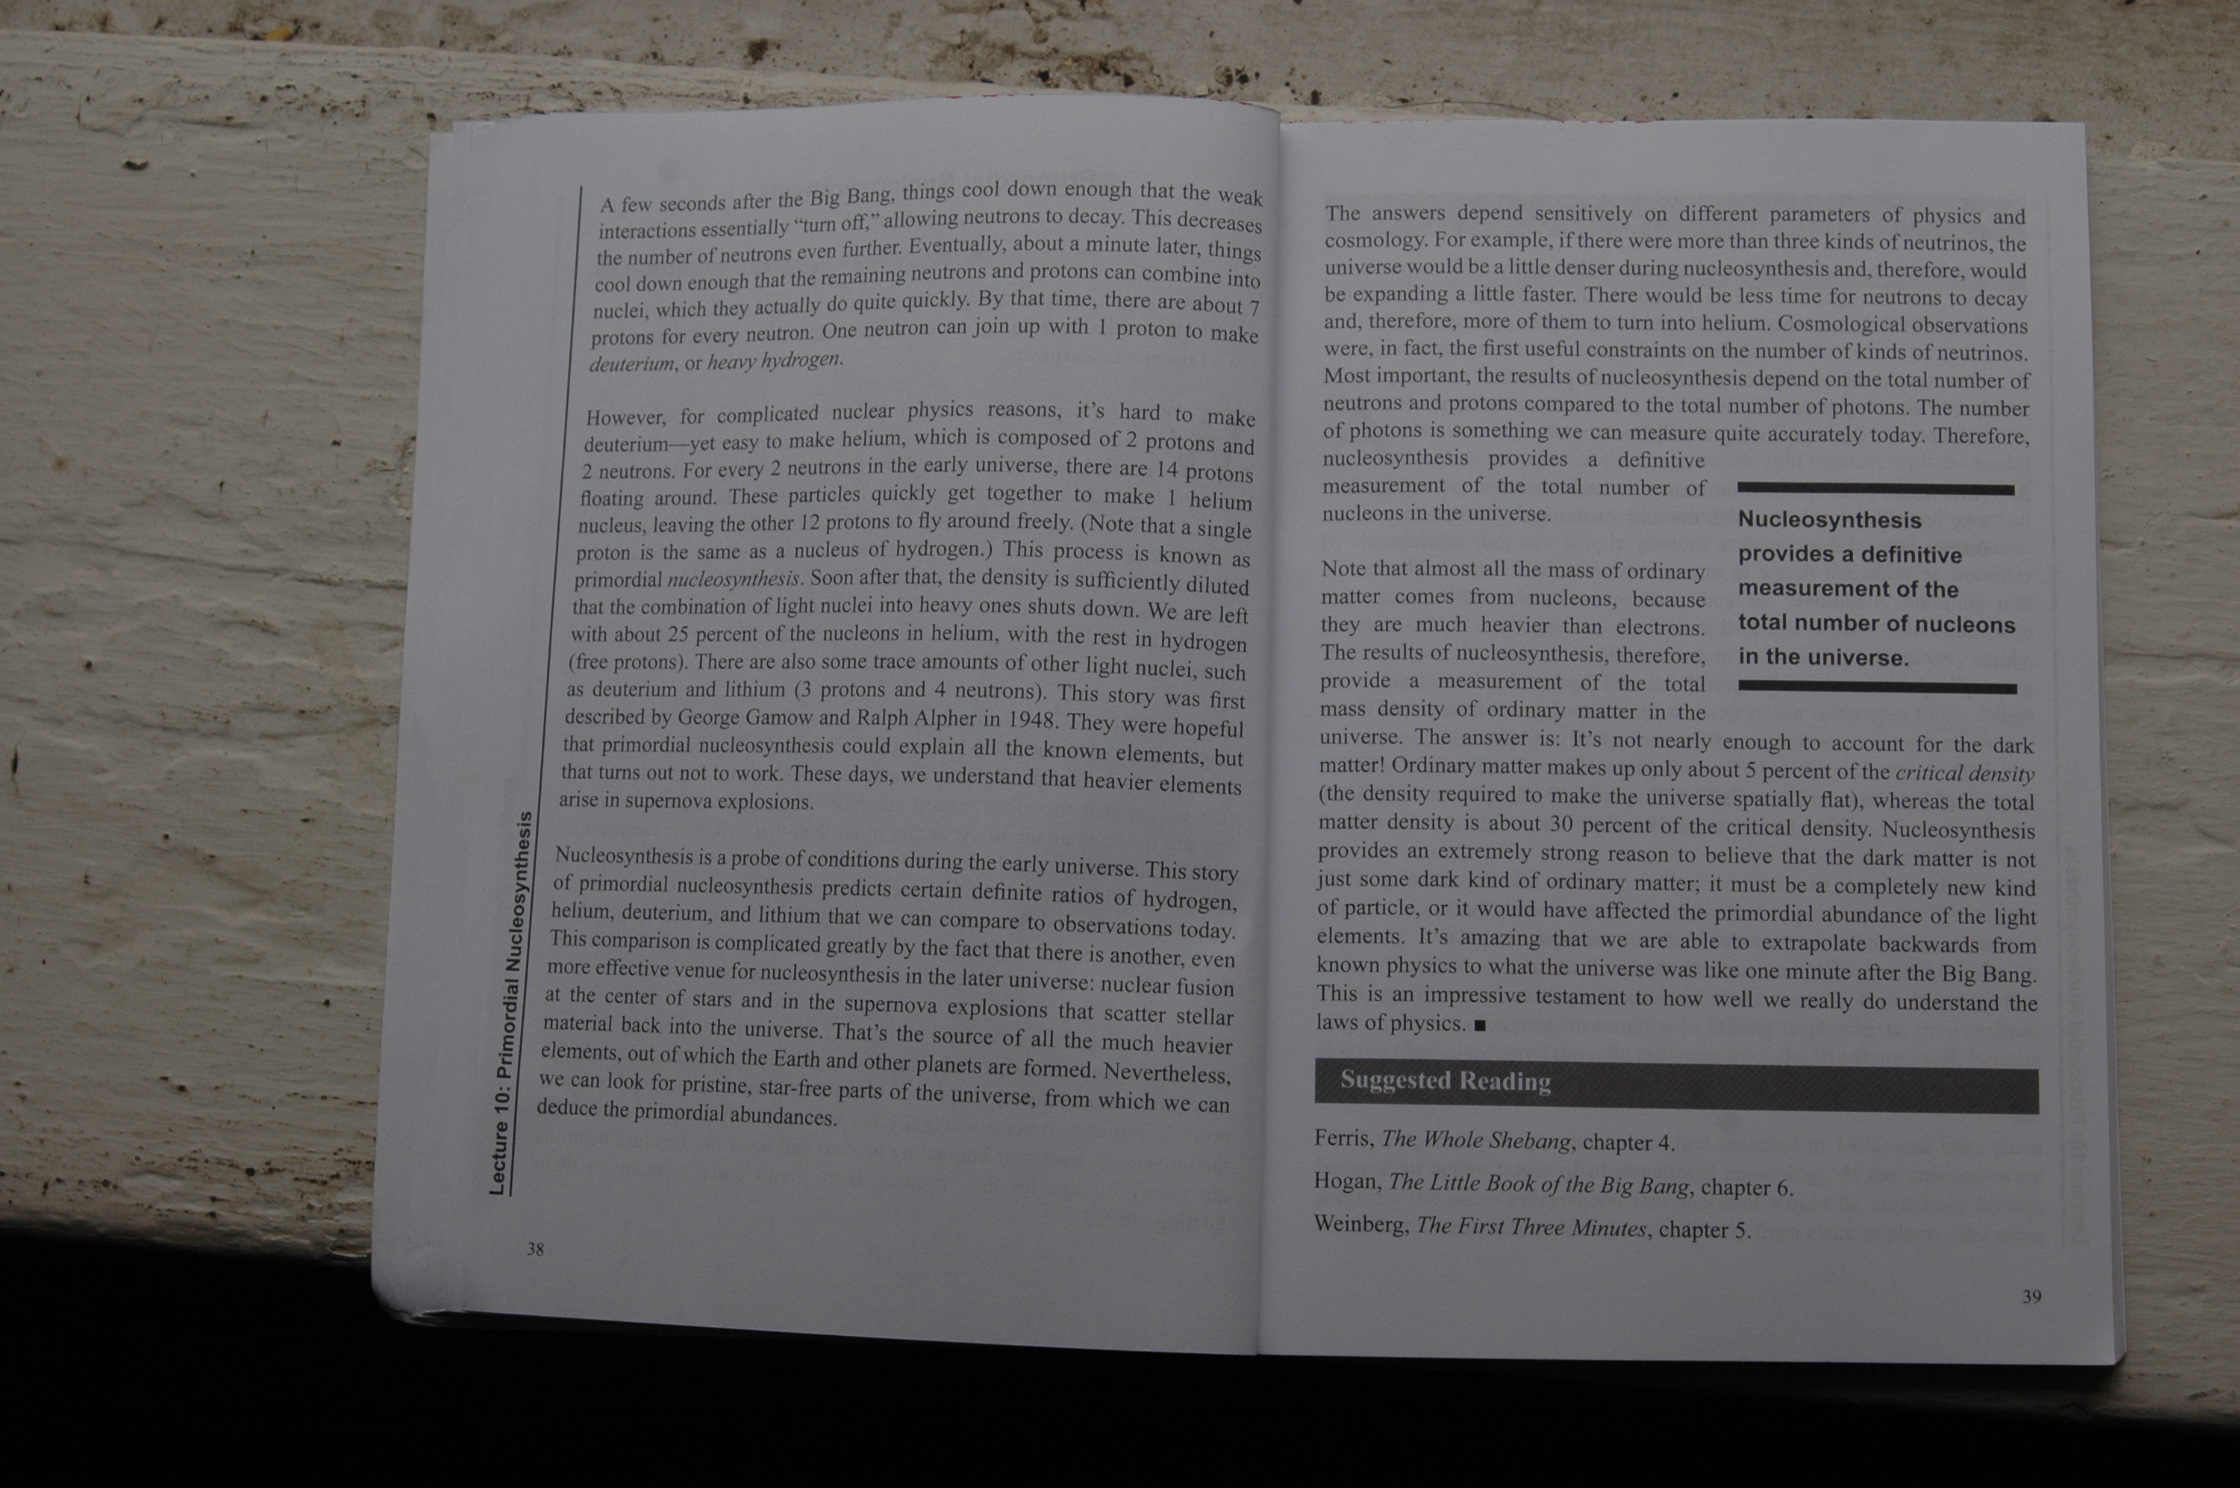 A few seconds after the Big Bang, things cool down enough that the weak
interactions essentially “turn off,” allowing neutrons to decay. This decreases
the number of neutrons even further. Eventually, about a minute later, things
cool down enough that the remaining neutrons and protons can combine into
nuclei, which they actually do quite quickly. By that time, there are about 7
protons for every neutron. One neutron can join up with 1 proton to make
deuterium, or heavy hydrogen.
However, for complicated nuclear physics reasons, it’s hard to make
deuterium—yet easy to make helium, which is composed of 2 protons and
2 neutrons. For every 2 neutrons in the early universe, there are 14 protons
floating around. These particles quickly get together to make 1 helium
nucleus, leaving the other 12 protons to fly around freely. (Note that a single
proton is the same as a nucleus of hydrogen.) This process is known as
primordial nucleosynthesis. Soon after that, the density is sufficiently diluted
that the combination of light nuclei into heavy ones shuts down. We are left
with about 25 percent of the nucleons in helium, with the rest in hydrogen
(free protons). There are also some trace amounts of other light nuclei, such
as deuterium and lithium (3 protons and 4 neutrons). This story was first
described by George Gamow and Ralph Alpher in 1948. They were hopeful
that primordial nucleosynthesis could explain all the known elements, but
that turns out not to work. These days, we understand that heavier elements
arise in supernova explosions.
Nucleosynthesis is a probe of conditions during the early universe. This story
of primordial nucleosynthesis predicts certain definite ratios of hydrogen,
helium, deuterium, and lithium that we can compare to observations today.
This comparison is complicated greatly by the fact that there is another, even
more effective venue for nucleosynthesis in the later universe: nuclear fusion
at the center of stars and in the supernova explosions that scatter stellar
material back into the universe. That’s the source of all the much heavier
elements, out of which the Earth and other planets are formed. Nevertheless,
we can look for pristine, star-free parts of the universe, from which we can
deduce the primordial abundances.
Lecture 10: Primordial Nucleosynthesis
38
The answers depend sensitively on different parameters of physics and
cosmology. For example, if there were more than three kinds of neutrinos, the
universe would be a little denser during nucleosynthesis and, therefore, would
be expanding a little faster. There would be less time for neutrons to decay
and, therefore, more of them to turn into helium. Cosmological observations
were, in fact, the first useful constraints on the number of kinds of neutrinos.
Most important, the results of nucleosynthesis depend on the total number of
neutrons and protons compared to the total number of photons. The number
of photons is something we can measure quite accurately today. Therefore,
nucleosynthesis provides a definitive
measurement of the total number of
nucleons in the universe.
Nucleosynthesis
provides a definitive
measurement of the
total number of nucleons
in the universe.
Note that almost all the mass of ordinary
matter comes from nucleons, because
they are much heavier than electrons.
The results of nucleosynthesis, therefore,
provide a measurement of the total
mass density of ordinary matter in the
universe. The answer is: It’s not nearly enough to account for the dark
matter! Ordinary matter makes up only about 5 percent of the critical density
(the density required to make the universe spatially flat), whereas the total
matter density is about 30 percent of the critical density. Nucleosynthesis
provides an extremely strong reason to believe that the dark matter is not
just some dark kind of ordinary matter; it must be a completely new kind
of particle, or it would have affected the primordial abundance of the light
elements. It’s amazing that we are able to extrapolate backwards from
known physics to what the universe was like one minute after the Big Bang.
This is an impressive testament to how well we really do understand the
laws of physics. ■
Suggested Reading
Ferris, The Whole Shebang, chapter 4.
Hogan, The Little Book of the Big Bang, chapter 6.
Weinberg, The First Three Minutes, chapter 5.
39